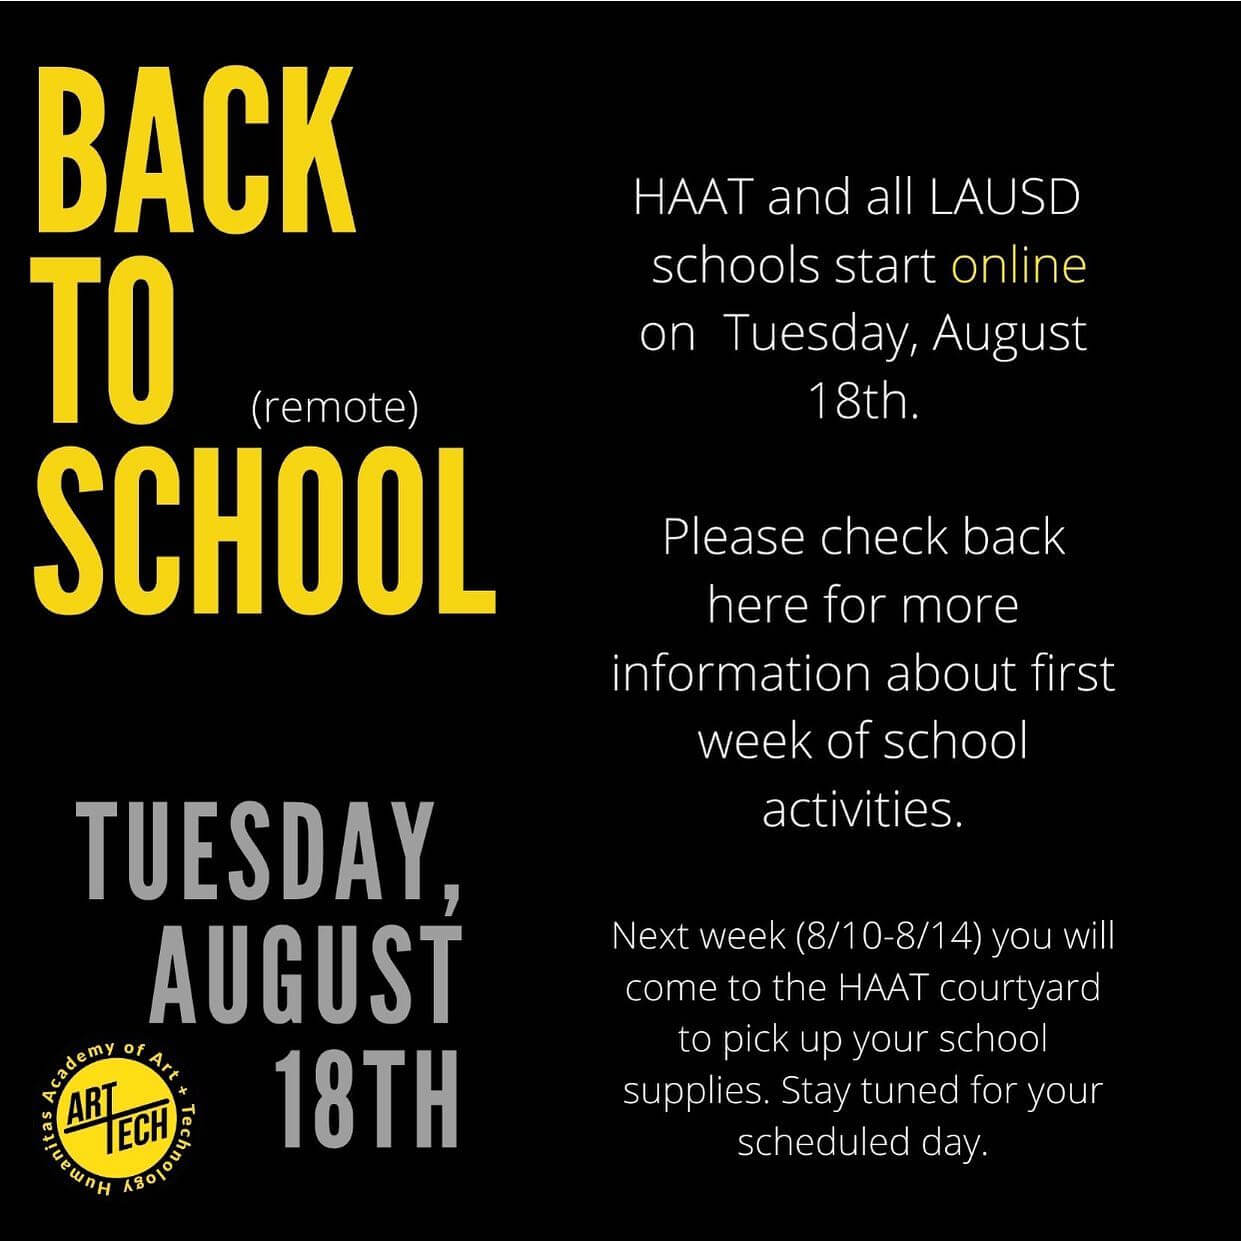 BACK
TO
(remote)
SCHOOL
TUESDAY,
AUGUST
18TH
Humanitas Academy of Art + Technology
ART
TECH
HAAT and all LAUSD
schools start online
on  Tuesday, August
18th.
Please check back
here for more
information about first
week of school
activities.
Next week (8/10-8/14) you will
come to the HAAT courtyard
to pick up your school
supplies. Stay tuned for your
scheduled day.